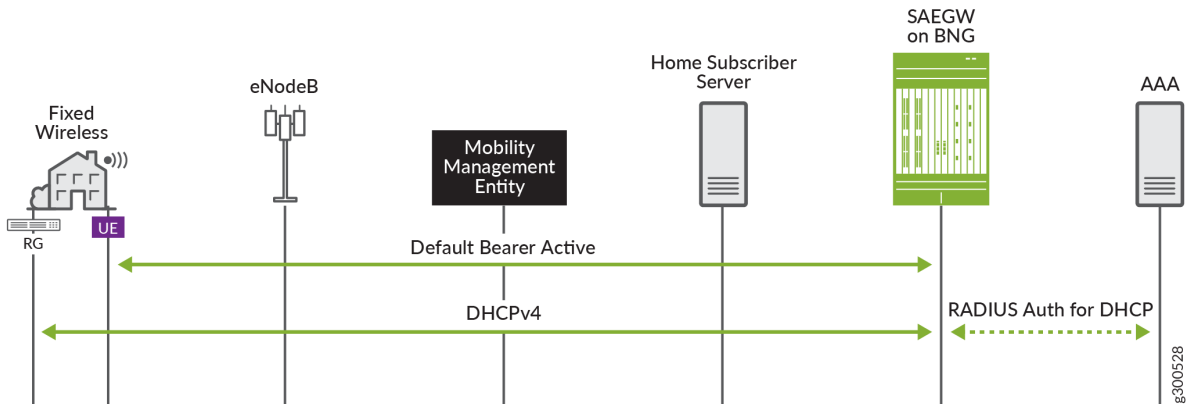 SAEGW
on BNG
Home Subscriber
Server
eNodeB
AAA
Fixed
Wireless
Mobility
Management
Entity
RG
UE
Default Bearer Active
DHCPv4
RADIUS Auth for DHCP
g300528